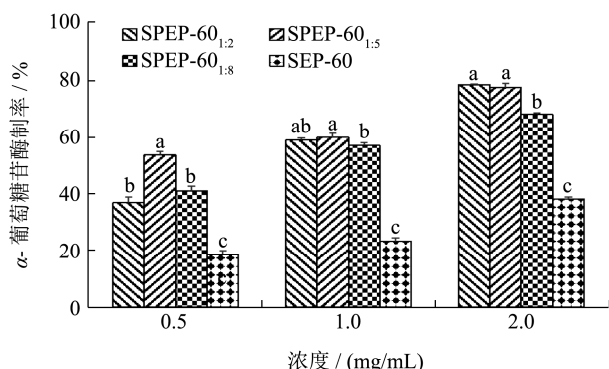 100
SPEP-60₁:₂ SPEP-60₁:₅
SPEP-60₁:₈ SEP-60
80
60
40
20
0
α- 葡萄糖苷酶制率 / %
b a b c
ab a b c
a a b c
0.5 1.0 2.0
浓度 / (mg/mL)